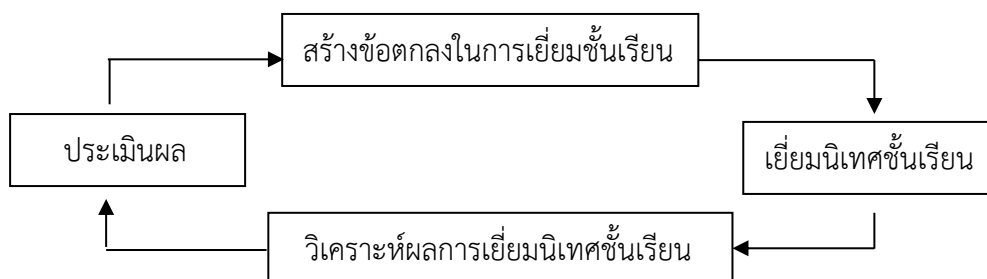 สร้างข้อตกลงในการเยี่ยมชั้นเรียน
ประเมินผล
เยี่ยมนิเทศชั้นเรียน
วิเคราะห์ผลการเยี่ยมนิเทศชั้นเรียน